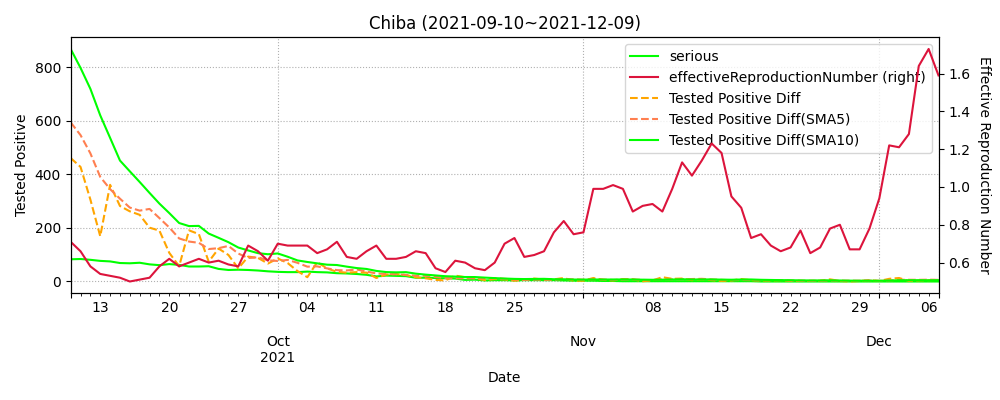 Chiba (2021-09-10~2021-12-09)
serious
effectiveReproductionNumber (right)
Tested Positive Diff
Tested Positive Diff(SMA5)
Tested Positive Diff(SMA10)
Tested Positive
800
600
400
200
0
1.6
1.4
1.2
1.0
0.8
0.6
Effective Reproduction Number
13 20 27 04 11 18 25 08 15 22 29 06
Oct Nov Dec
2021
Date